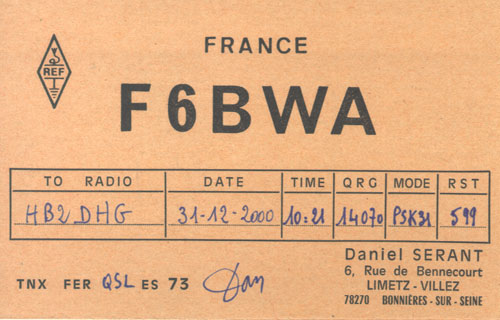 REF
FRANCE
F6BWA
TO RADIO DATE TIME QRG MODE RST
HB2DHG 31-12-2000 10:21 14070 PSK31 599
Daniel SERANT
6, Rue de Bennecourt
LIMETZ - VILLEZ
78270 BONNIÈRES - SUR - SEINE
TNX FER QSL ES 73 Dan